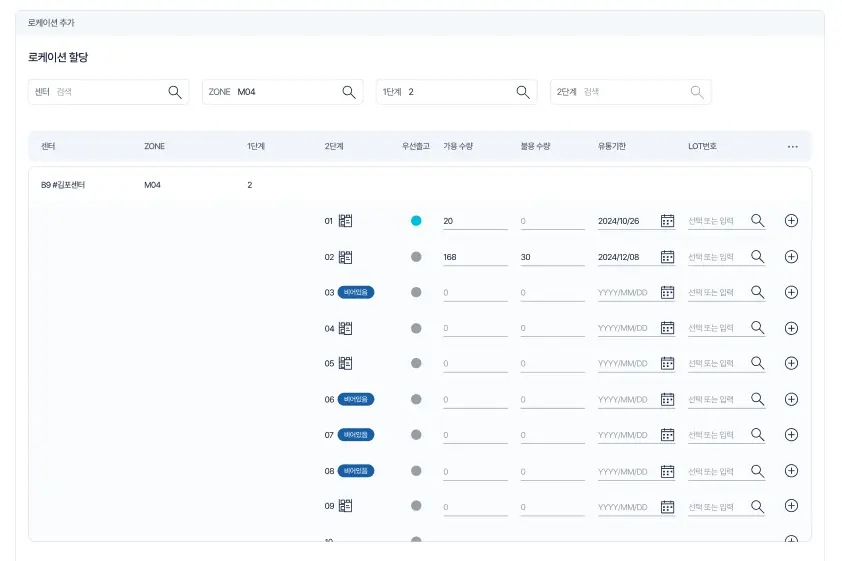 로케이션 추가
로케이션 할당
센터 검색 ZONE M04 1단계 2 2단계 검색
센터 ZONE 1단계 2단계 우선출고 가용 수량 불용 수량 유통기한 LOT번호 ...
B9 #김포센터 M04 2
01 20 0 2024/10/26 선택 또는 입력
02 168 30 2024/12/08 선택 또는 입력
03 비어있음 0 0 YYYY/MM/DD 선택 또는 입력
04 0 0 YYYY/MM/DD 선택 또는 입력
05 0 0 YYYY/MM/DD 선택 또는 입력
06 비어있음 0 0 YYYY/MM/DD 선택 또는 입력
07 비어있음 0 0 YYYY/MM/DD 선택 또는 입력
08 비어있음 0 0 YYYY/MM/DD 선택 또는 입력
09 0 0 YYYY/MM/DD 선택 또는 입력